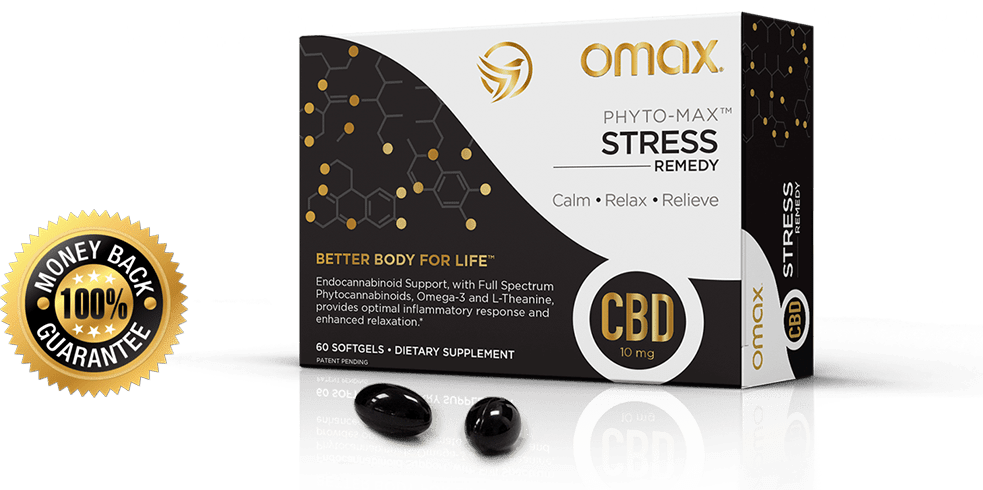 MONEY BACK
100%
GUARANTEE
omax®
PHYTO-MAX™
STRESS
REMEDY
Calm • Relax • Relieve
BETTER BODY FOR LIFE™
Endocannabinoid Support, with Full Spectrum
Phytocannabinoids, Omega-3 and L-Theanine,
provides optimal inflammatory response and
enhanced relaxation.*
60 SOFTGELS • DIETARY SUPPLEMENT
PATENT PENDING
CBD
10 mg
STRESS
REMEDY
omax®
CBD